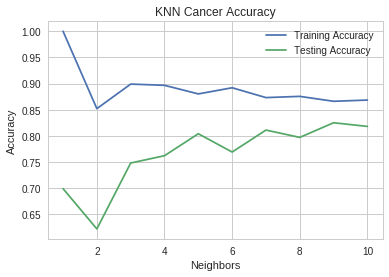 KNN Cancer Accuracy
Training Accuracy
Testing Accuracy
1.00
0.95
0.90
0.85
0.80
0.75
0.70
0.65
Accuracy
2
4
6
8
10
Neighbors